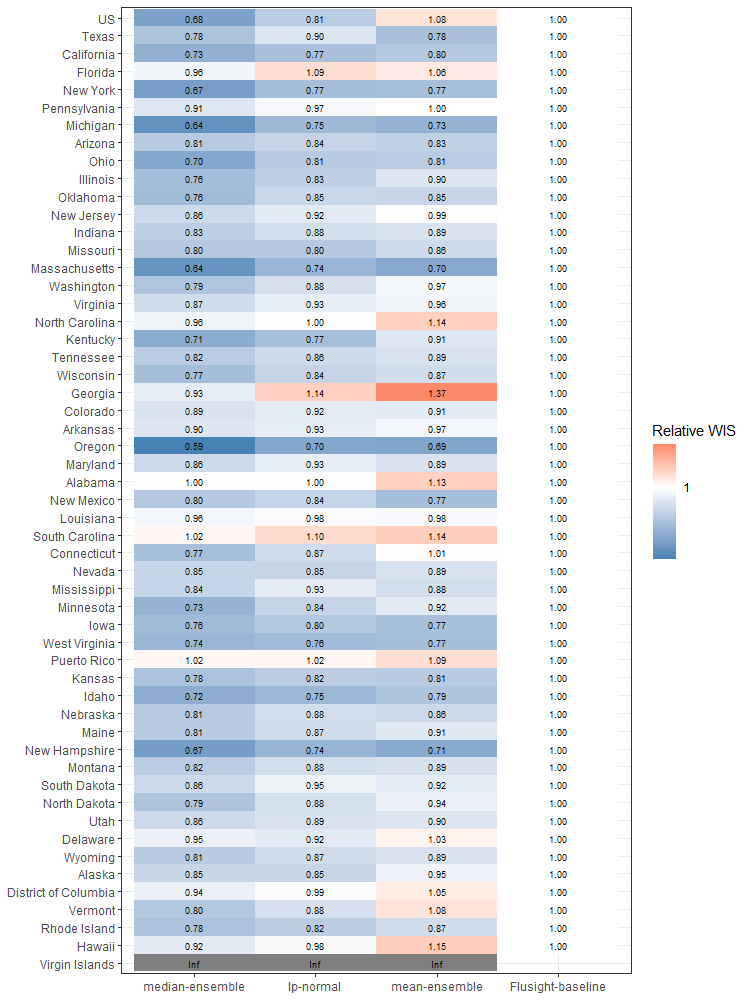 US 0.68 0.81 1.08 1.00
Texas 0.78 0.90 0.78 1.00
California 0.73 0.77 0.80 1.00
Florida 0.96 1.09 1.06 1.00
New York 0.67 0.77 0.77 1.00
Pennsylvania 0.91 0.97 1.00 1.00
Michigan 0.64 0.75 0.73 1.00
Arizona 0.81 0.84 0.83 1.00
Ohio 0.70 0.81 0.81 1.00
Illinois 0.76 0.83 0.90 1.00
Oklahoma 0.76 0.85 0.85 1.00
New Jersey 0.86 0.92 0.99 1.00
Indiana 0.83 0.88 0.89 1.00
Missouri 0.80 0.80 0.86 1.00
Massachusetts 0.64 0.74 0.70 1.00
Washington 0.79 0.88 0.97 1.00
Virginia 0.87 0.93 0.96 1.00
North Carolina 0.96 1.00 1.14 1.00
Kentucky 0.71 0.77 0.91 1.00
Tennessee 0.82 0.86 0.89 1.00
Wisconsin 0.77 0.84 0.87 1.00
Georgia 0.93 1.14 1.37 1.00
Colorado 0.89 0.92 0.91 1.00
Arkansas 0.90 0.93 0.97 1.00
Oregon 0.59 0.70 0.69 1.00
Maryland 0.86 0.93 0.89 1.00
Alabama 1.00 1.00 1.13 1.00
New Mexico 0.80 0.84 0.77 1.00
Louisiana 0.96 0.98 0.98 1.00
South Carolina 1.02 1.10 1.14 1.00
Connecticut 0.77 0.87 1.01 1.00
Nevada 0.85 0.85 0.89 1.00
Mississippi 0.84 0.93 0.88 1.00
Minnesota 0.73 0.84 0.92 1.00
Iowa 0.76 0.80 0.77 1.00
West Virginia 0.74 0.76 0.77 1.00
Puerto Rico 1.02 1.02 1.09 1.00
Kansas 0.78 0.82 0.81 1.00
Idaho 0.72 0.75 0.79 1.00
Nebraska 0.81 0.88 0.86 1.00
Maine 0.81 0.87 0.91 1.00
New Hampshire 0.67 0.74 0.71 1.00
Montana 0.82 0.88 0.89 1.00
South Dakota 0.86 0.95 0.92 1.00
North Dakota 0.79 0.88 0.94 1.00
Utah 0.86 0.89 0.90 1.00
Delaware 0.95 0.92 1.03 1.00
Wyoming 0.81 0.87 0.89 1.00
Alaska 0.85 0.85 0.95 1.00
District of Columbia 0.94 0.99 1.05 1.00
Vermont 0.80 0.88 1.08 1.00
Rhode Island 0.78 0.82 0.87 1.00
Hawaii 0.92 0.98 1.15 1.00
Virgin Islands Inf Inf Inf
median-ensemble lp-normal mean-ensemble Flusight-baseline
Relative WIS
1